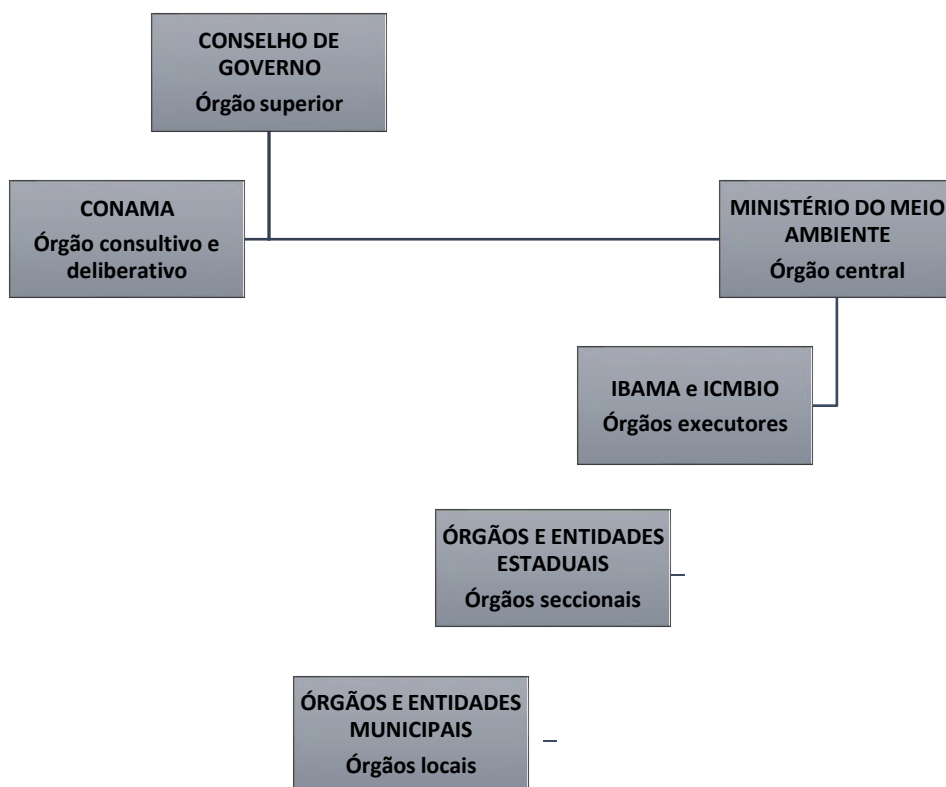 CONSELHO DE
GOVERNO
Órgão superior
CONAMA
Órgão consultivo e
deliberativo
MINISTÉRIO DO MEIO
AMBIENTE
Órgão central
IBAMA e ICMBIO
Órgãos executores
ÓRGÃOS E ENTIDADES
ESTADUAIS
Órgãos seccionais
ÓRGÃOS E ENTIDADES
MUNICIPAIS
Órgãos locais